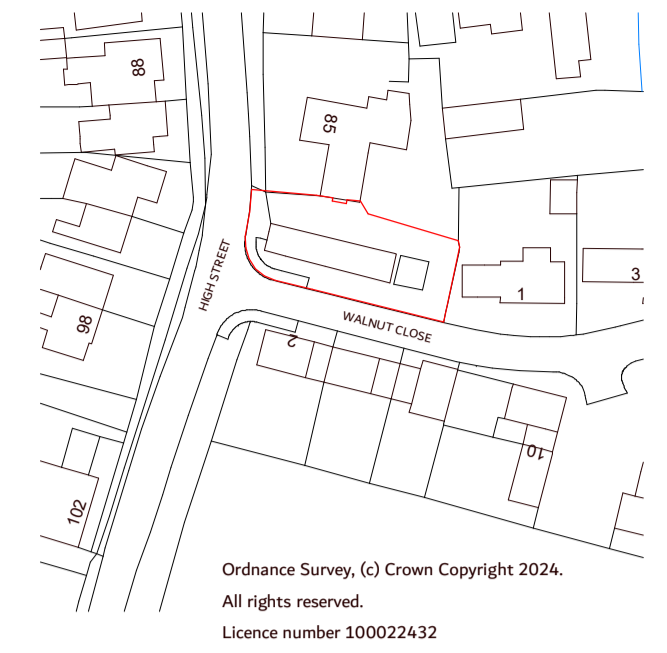 88
85
HIGH STREET
1
3
WALNUT CLOSE
98
2
10
102
Ordnance Survey, (c) Crown Copyright 2024.
All rights reserved.
Licence number 100022432